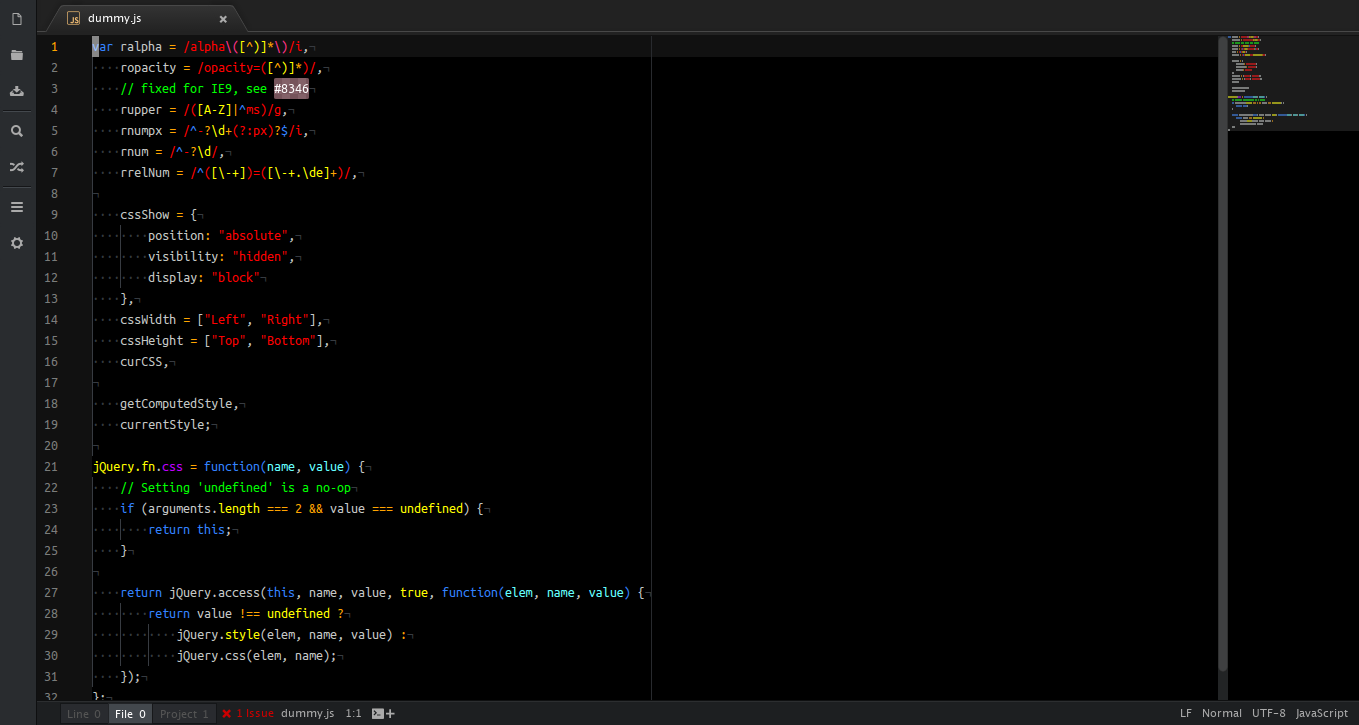 JS dummy.js ×
1 var ralpha = /alpha\([^)]*\)/i,¬
2 ····ropacity = /opacity=([^)]*)/,¬
3 ····// fixed for IE9, see #8346¬
4 ····rupper = /([A-Z]|^ms)/g,¬
5 ····rnumpx = /^-?\d+(?:px)?$/i,¬
6 ····rnum = /^-?\d/,¬
7 ····rrelNum = /^([\-+])=([\-+.\de]+)/,¬
8 ¬
9 ····cssShow = {¬
10 ········position: "absolute",¬
11 ········visibility: "hidden",¬
12 ········display: "block"¬
13 ····},¬
14 ····cssWidth = ["Left", "Right"],¬
15 ····cssHeight = ["Top", "Bottom"],¬
16 ····curCSS,¬
17 ¬
18 ····getComputedStyle,¬
19 ····currentStyle;¬
20 ¬
21 jQuery.fn.css = function(name, value) {¬
22 ····// Setting 'undefined' is a no-op¬
23 ····if (arguments.length === 2 && value === undefined) {¬
24 ········return this;¬
25 ····}¬
26 ¬
27 ····return jQuery.access(this, name, value, true, function(elem, name, value) {¬
28 ········return value !== undefined ?¬
29 ············jQuery.style(elem, name, value) :¬
30 ············jQuery.css(elem, name);¬
31 ····});¬
32 };¬
Line 0 File 0 Project 1 1 Issue dummy.js 1:1 + LF Normal UTF-8 JavaScript